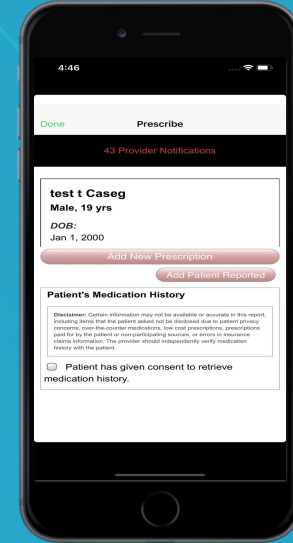 4:46
Done Prescribe
43 Provider Notifications
test t Caseg
Male, 19 yrs
DOB:
Jan 1, 2000
Add New Prescription
Add Patient Reported
Patient's Medication History
Disclaimer: Certain information may not be available or accurate in this report,
including items that the patient asked not be disclosed due to patient privacy
concerns, over-the-counter medications, low cost prescriptions, prescriptions
paid for by the patient or non-participating sources, or errors in insurance
claims information. The provider should independently verify medication
history with the patient.
Patient has given consent to retrieve
medication history.